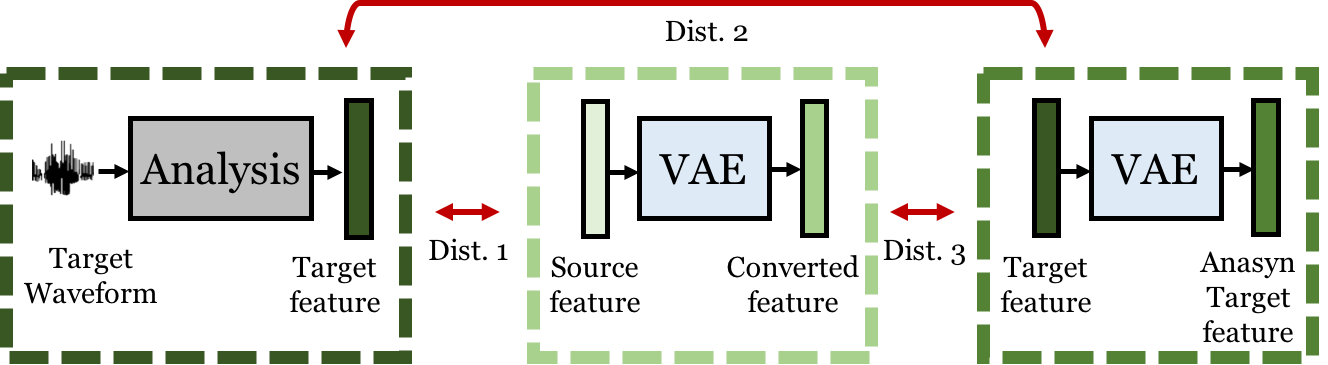 Dist. 2
Analysis
Target
Waveform
Target
feature
Dist. 1
VAE
Source
feature
Converted
feature
Dist. 3
VAE
Target
feature
Anasyn
Target
feature